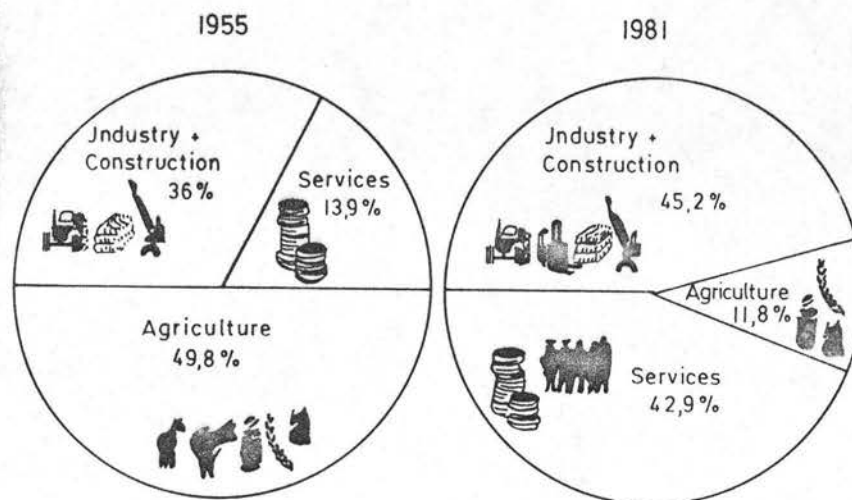 1955
Jndustry +
Construction
36%
Services
13,9%
Agriculture
49,8%
1981
Jndustry +
Construction
45,2%
Agriculture
11,8%
Services
42,9%